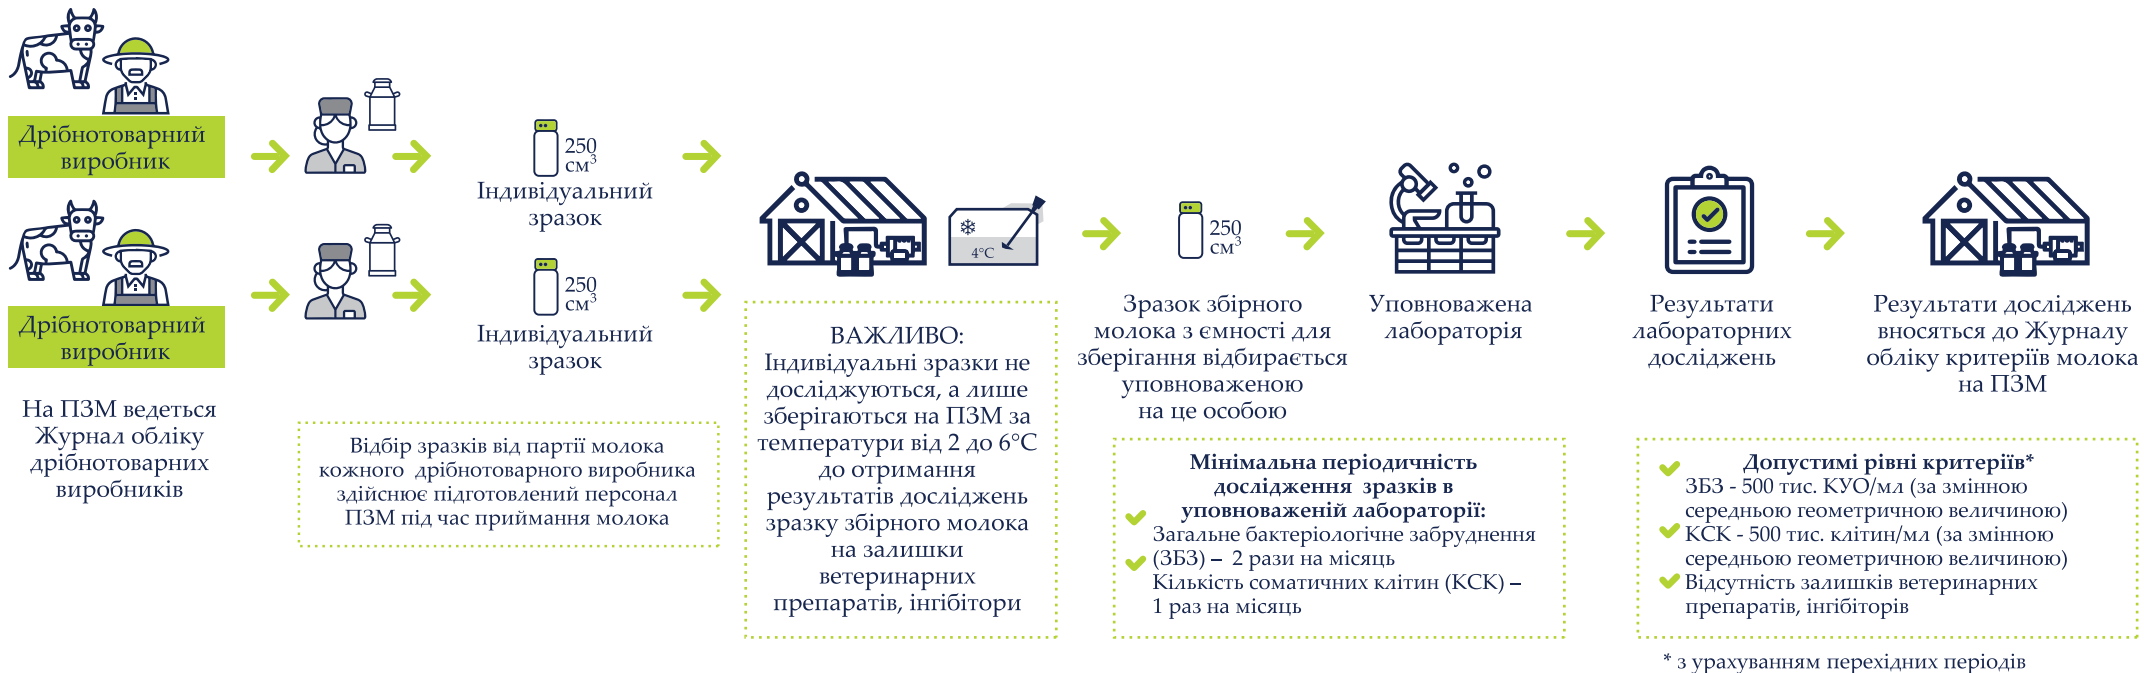 Дрібнотоварний
виробник
Дрібнотоварний
виробник
На ПЗМ ведеться
Журнал обліку
дрібнотоварних
виробників
250
см³
Індивідуальний
зразок
250
см³
Індивідуальний
зразок
Відбір зразків від партії молока
кожного дрібнотоварного виробника
здійснює підготовлений персонал
ПЗМ під час приймання молока
4°C
ВАЖЛИВО:
Індивідуальні зразки не
досліджуються, а лише
зберігаються на ПЗМ за
температури від 2 до 6°С
до отримання
результатів досліджень
зразку збірного молока
на залишки
ветеринарних
препаратів, інгібітори
250
см³
Зразок збірного
молока з ємності для
зберігання відбирається
уповноваженою
на це особою
Уповноважена
лабораторія
Мінімальна періодичність
дослідження зразків в
уповноваженій лабораторії:
Загальне бактеріологічне забруднення
(ЗБЗ) – 2 рази на місяць
Кількість соматичних клітин (КСК) –
1 раз на місяць
Результати
лабораторних
досліджень
Результати досліджень
вносяться до Журналу
обліку критеріїв молока
на ПЗМ
Допустимі рівні критеріїв*
ЗБЗ - 500 тис. КУО/мл (за змінною
середньою геометричною величиною)
КСК - 500 тис. клітин/мл (за змінною
середньою геометричною величиною)
Відсутність залишків ветеринарних
препаратів, інгібіторів
* з урахуванням перехідних періодів